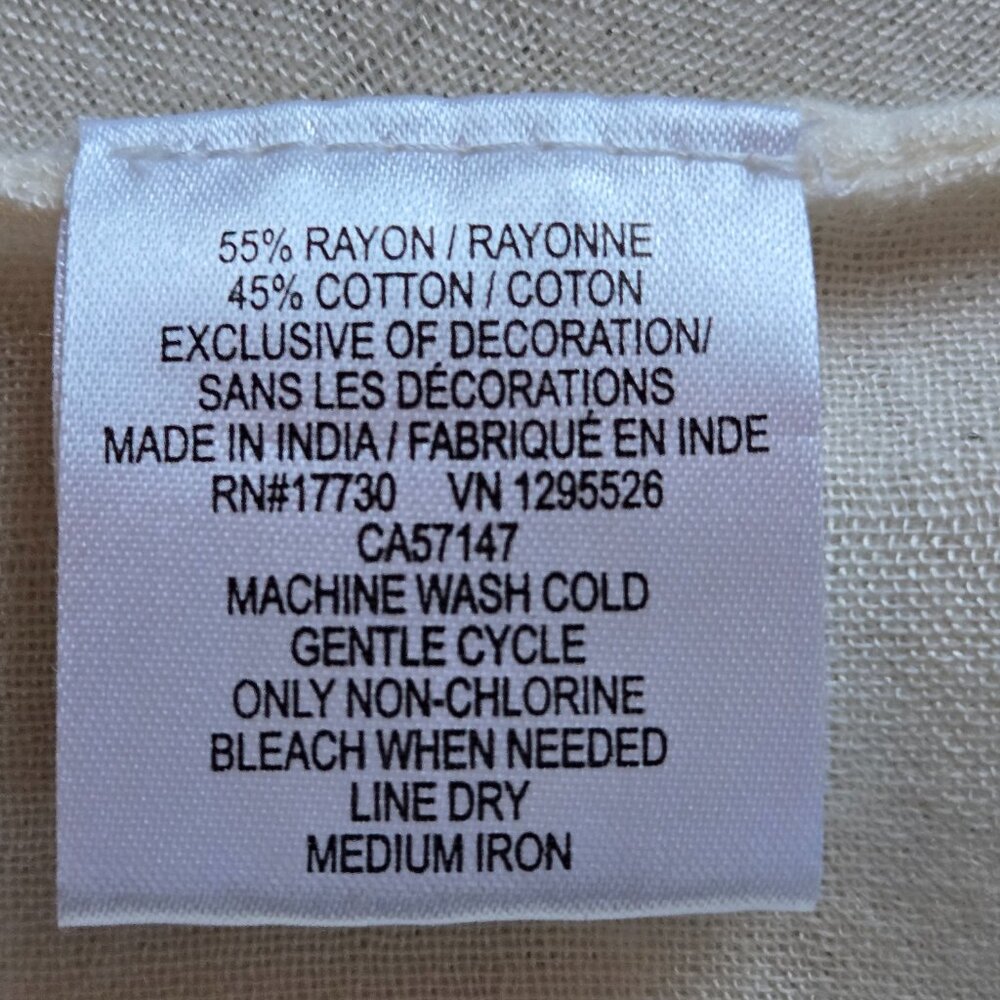 55% RAYON / RAYONNE
45% COTTON / COTON
EXCLUSIVE OF DECORATION/
SANS LES DÉCORATIONS
MADE IN INDIA / FABRIQUÉ EN INDE
RN#17730 VN 1295526
CA57147
MACHINE WASH COLD
GENTLE CYCLE
ONLY NON-CHLORINE
BLEACH WHEN NEEDED
LINE DRY
MEDIUM IRON